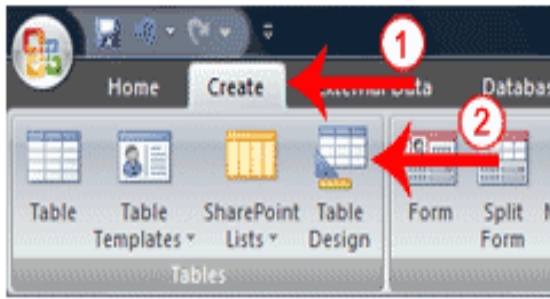 1
Home Create External Data Databas
2
Table Table Templates SharePoint Lists Table Design Form Split Form
Tables